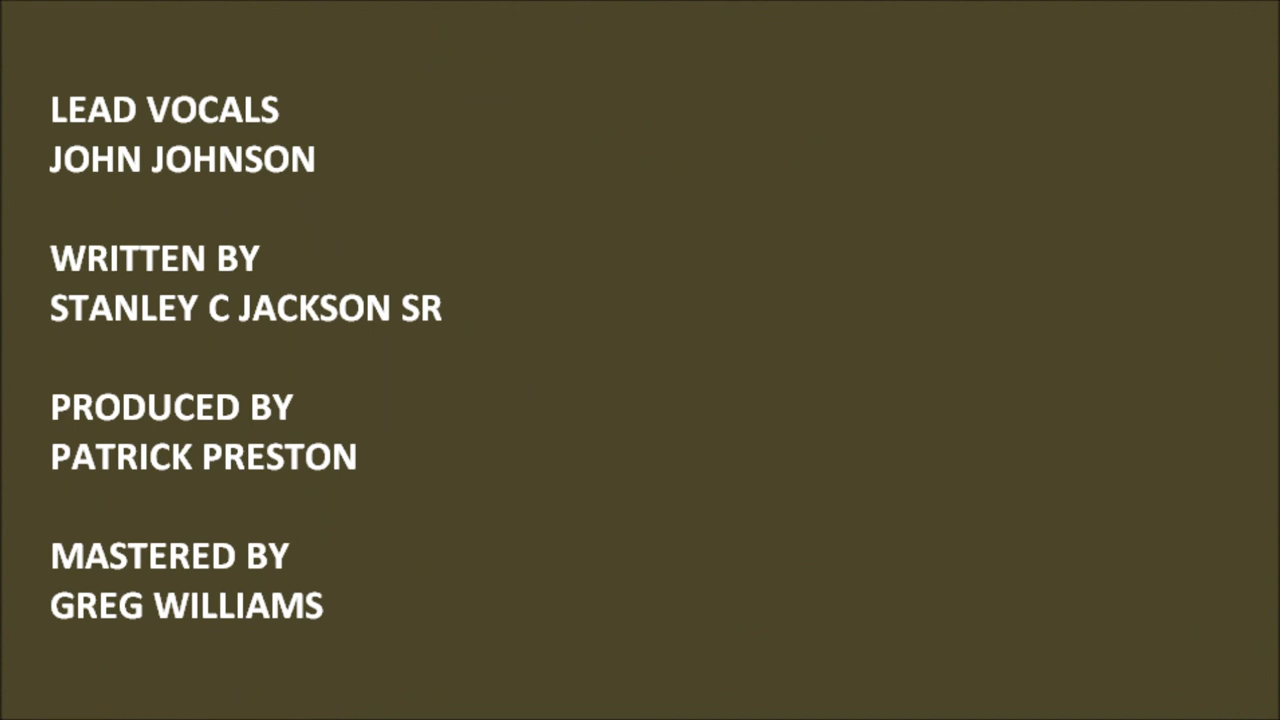 LEAD VOCALS
JOHN JOHNSON
WRITTEN BY
STANLEY C JACKSON SR
PRODUCED BY
PATRICK PRESTON
MASTERED BY
GREG WILLIAMS